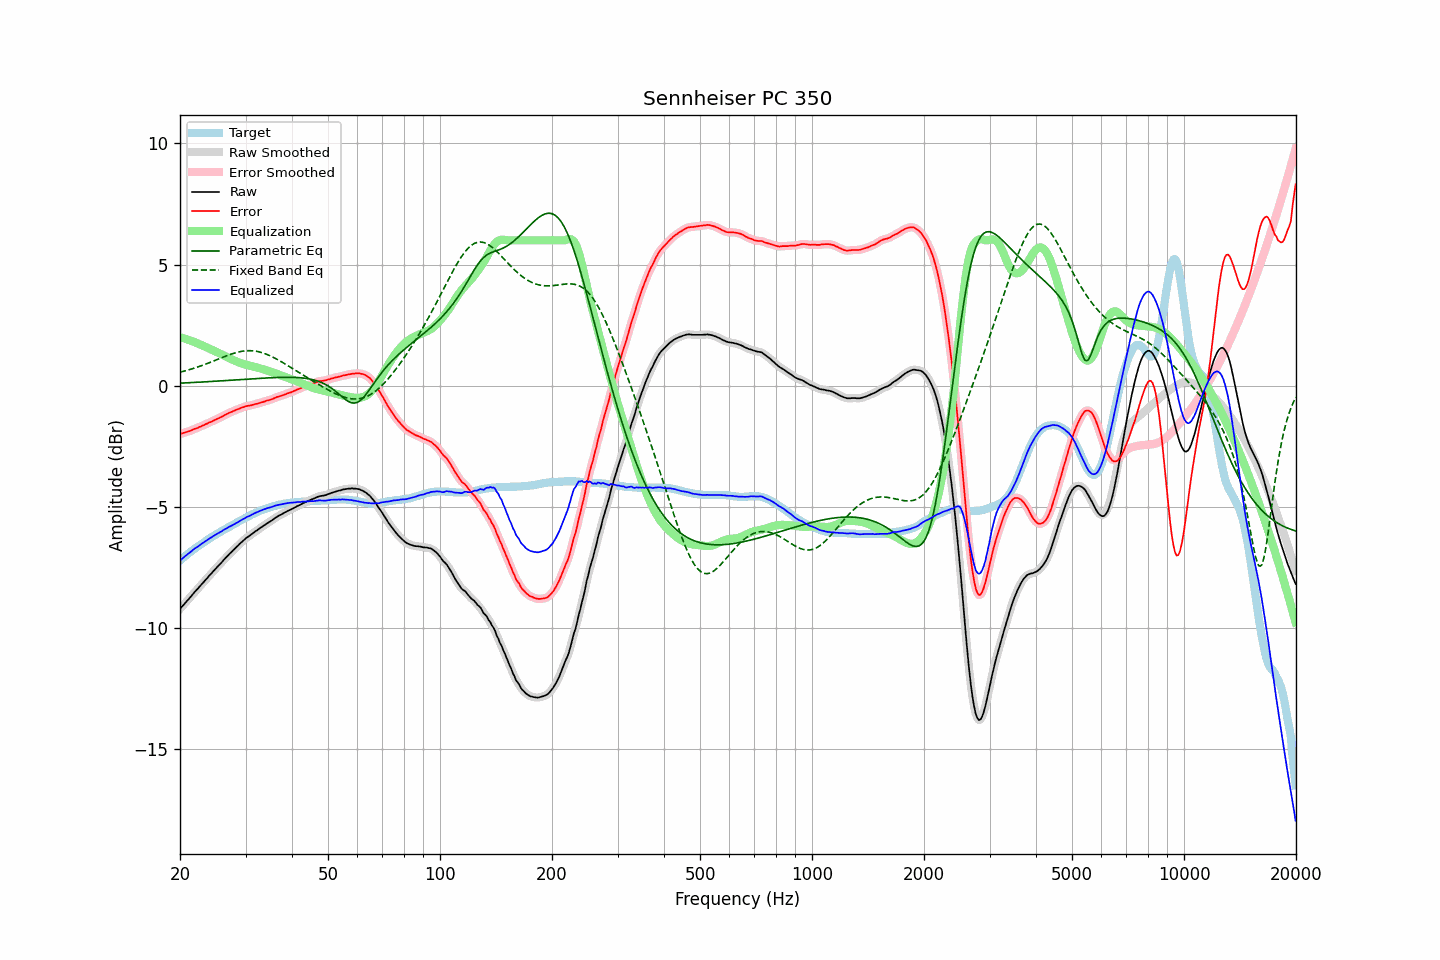 Sennheiser PC 350
Target
Raw Smoothed
Error Smoothed
Raw
Error
Equalization
Parametric Eq
Fixed Band Eq
Equalized
10
5
0
−5
−10
−15
Amplitude (dBr)
20
50
100
200
500
1000
2000
5000
10000
20000
Frequency (Hz)